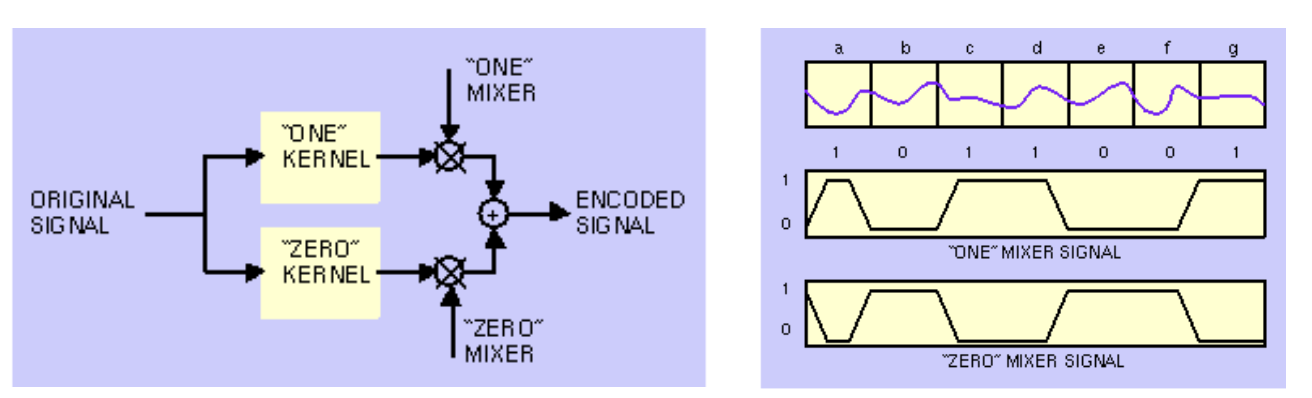 "ONE"
MIXER
"ONE"
KERNEL
ORIGINAL
SIGNAL
+
ENCODED
SIGNAL
"ZERO"
KERNEL
"ZERO"
MIXER
a b c d e f g
1 0 1 1 0 0 1
1
0
"ONE" MIXER SIGNAL
1
0
"ZERO" MIXER SIGNAL